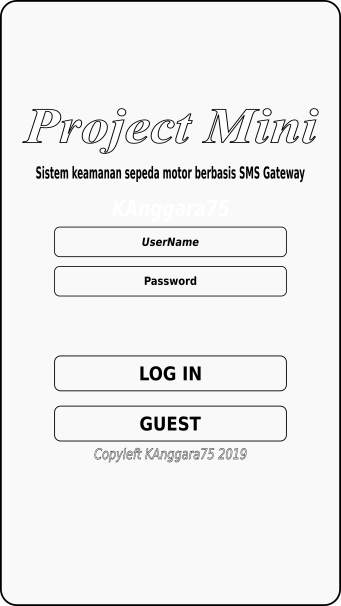 Project Mini
Sistem keamanan sepeda motor berbasis SMS Gateway
KAnggara75
UserName
Password
LOG IN
GUEST
Copyleft KAnggara75 2019